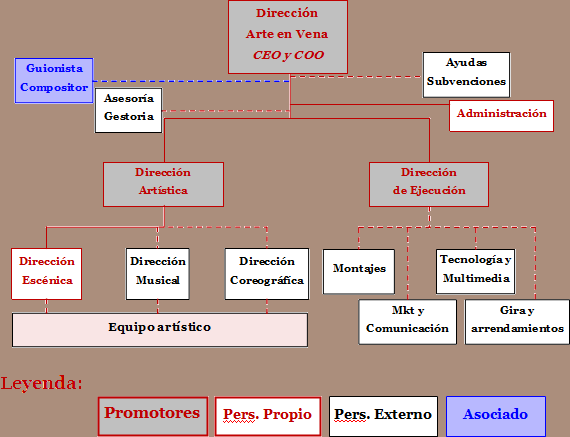 Dirección
Arte en Vena
CEO y COO
Guionista
Compositor
Ayudas
Subvenciones
Asesoría
Gestoria
Administración
Dirección
Artística
Dirección
de Ejecución
Dirección
Escénica
Dirección
Musical
Dirección
Coreográfica
Montajes
Tecnología y
Multimedia
Mkt y
Comunicación
Gira y
arrendamientos
Equipo artístico
Leyenda:
Promotores
Pers. Propio
Pers. Externo
Asociado